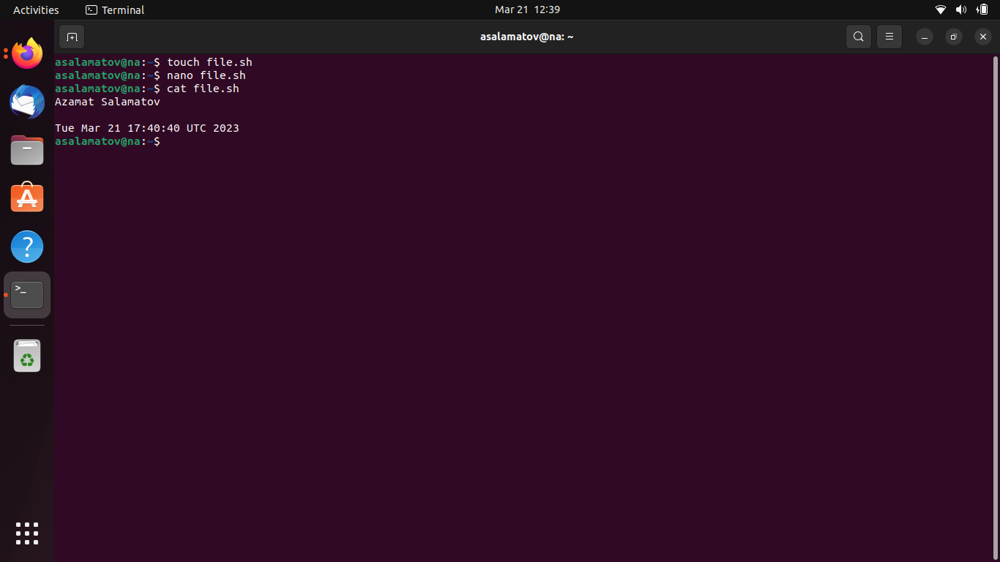 Activities Terminal Mar 21 12:39
asalamatov@na: ~
asalamatov@na:~$ touch file.sh
asalamatov@na:~$ nano file.sh
asalamatov@na:~$ cat file.sh
Azamat Salamatov
Tue Mar 21 17:40:40 UTC 2023
asalamatov@na:~$